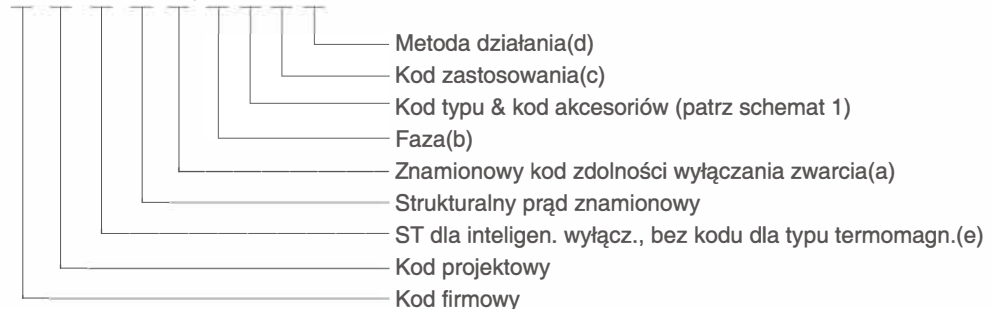 Metoda działania(d)
Kod zastosowania(c)
Kod typu & kod akcesoriów (patrz schemat 1)
Faza(b)
Znamionowy kod zdolności wyłączania zwarcia(a)
Strukturalny prąd znamionowy
ST dla inteligen. wyłącz., bez kodu dla typu termomagn.(e)
Kod projektowy
Kod firmowy